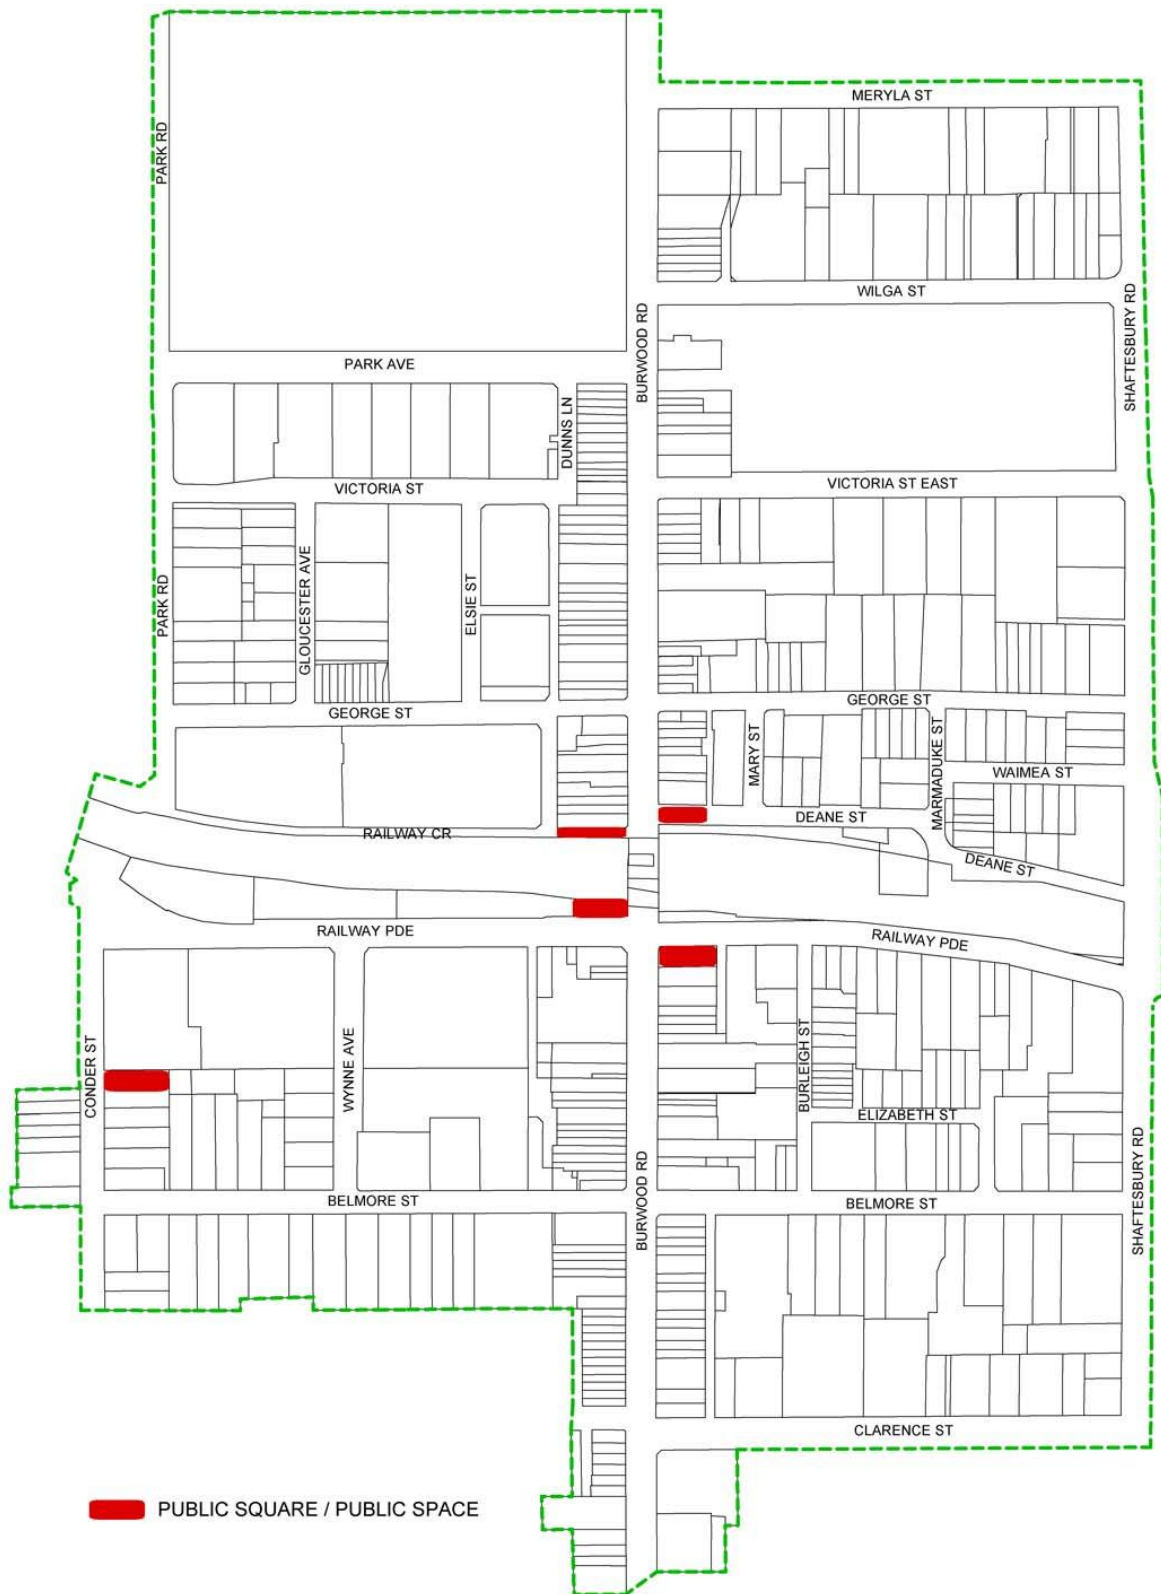 MERYLA ST
PARK RD
WILGA ST
SHAFTESBURY RD
BURWOOD RD
PARK AVE
DUNNS LN
VICTORIA ST
VICTORIA ST EAST
PARK RD
GLOUCESTER AVE
ELSIE ST
GEORGE ST
GEORGE ST
MARY ST
MARMADUKE ST
WAIMEA ST
DEANE ST
RAILWAY CR
DEANE ST
RAILWAY PDE
RAILWAY PDE
CONDER ST
WYNNE AVE
BURLEIGH ST
ELIZABETH ST
BELMORE ST
BURWOOD RD
BELMORE ST
SHAFTESBURY RD
CLARENCE ST
PUBLIC SQUARE / PUBLIC SPACE